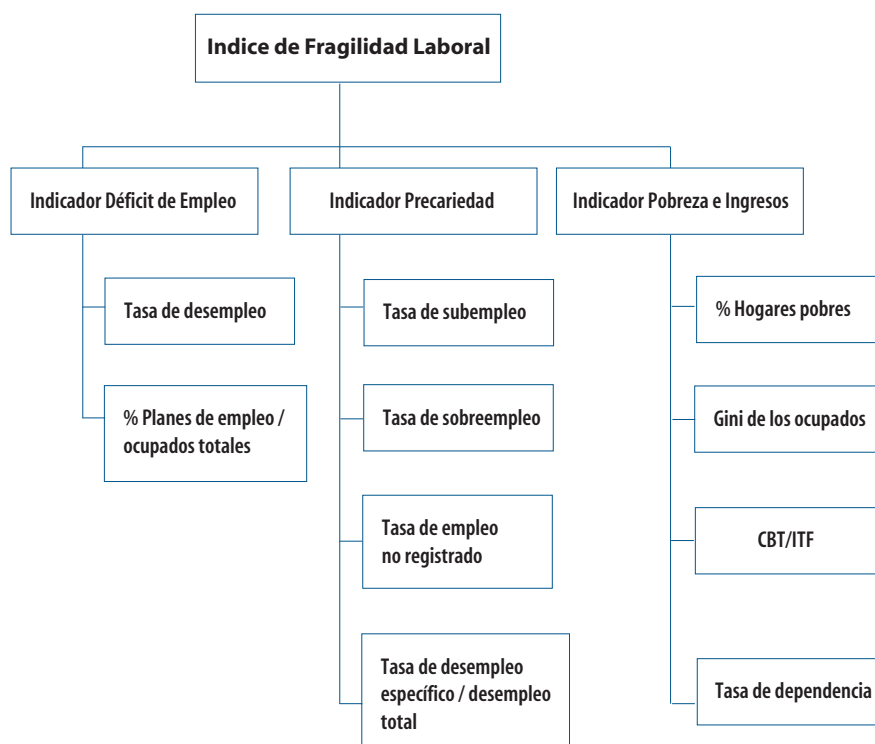 Indice de Fragilidad Laboral
Indicador Déficit de Empleo
Indicador Precariedad
Indicador Pobreza e Ingresos
Tasa de desempleo
% Planes de empleo /
ocupados totales
Tasa de subempleo
Tasa de sobreempleo
Tasa de empleo
no registrado
Tasa de desempleo
específico / desempleo
total
% Hogares pobres
Gini de los ocupados
CBT/ITF
Tasa de dependencia